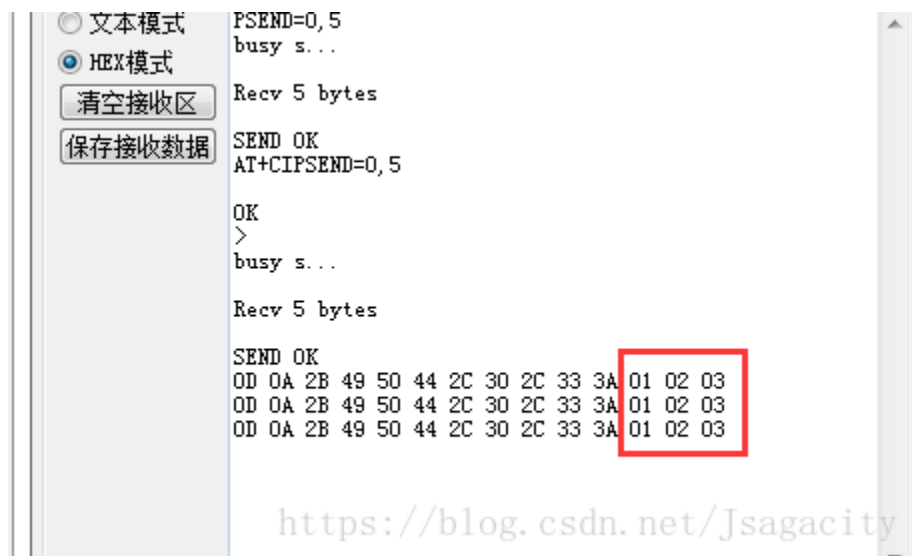 文本模式
HEX模式
清空接收区
保存接收数据
PSEND=0,5
busy s...
Recv 5 bytes
SEND OK
AT+CIPSEND=0,5
OK
>
busy s...
Recv 5 bytes
SEND OK
0D 0A 2B 49 50 44 2C 30 2C 33 3A 01 02 03
0D 0A 2B 49 50 44 2C 30 2C 33 3A 01 02 03
0D 0A 2B 49 50 44 2C 30 2C 33 3A 01 02 03
https://blog.csdn.net/Jsagacity